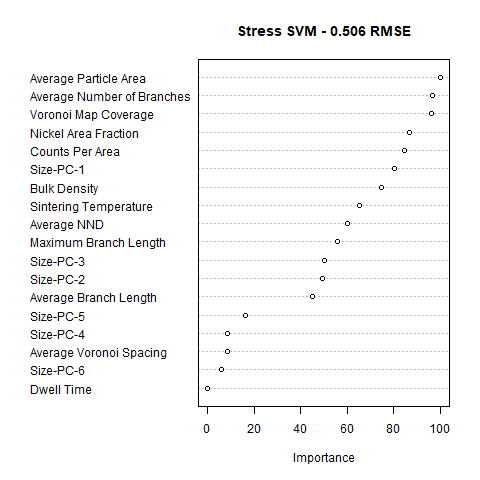 Stress SVM - 0.506 RMSE
Average Particle Area
Average Number of Branches
Voronoi Map Coverage
Nickel Area Fraction
Counts Per Area
Size-PC-1
Bulk Density
Sintering Temperature
Average NND
Maximum Branch Length
Size-PC-3
Size-PC-2
Average Branch Length
Size-PC-5
Size-PC-4
Average Voronoi Spacing
Size-PC-6
Dwell Time
0 20 40 60 80 100
Importance